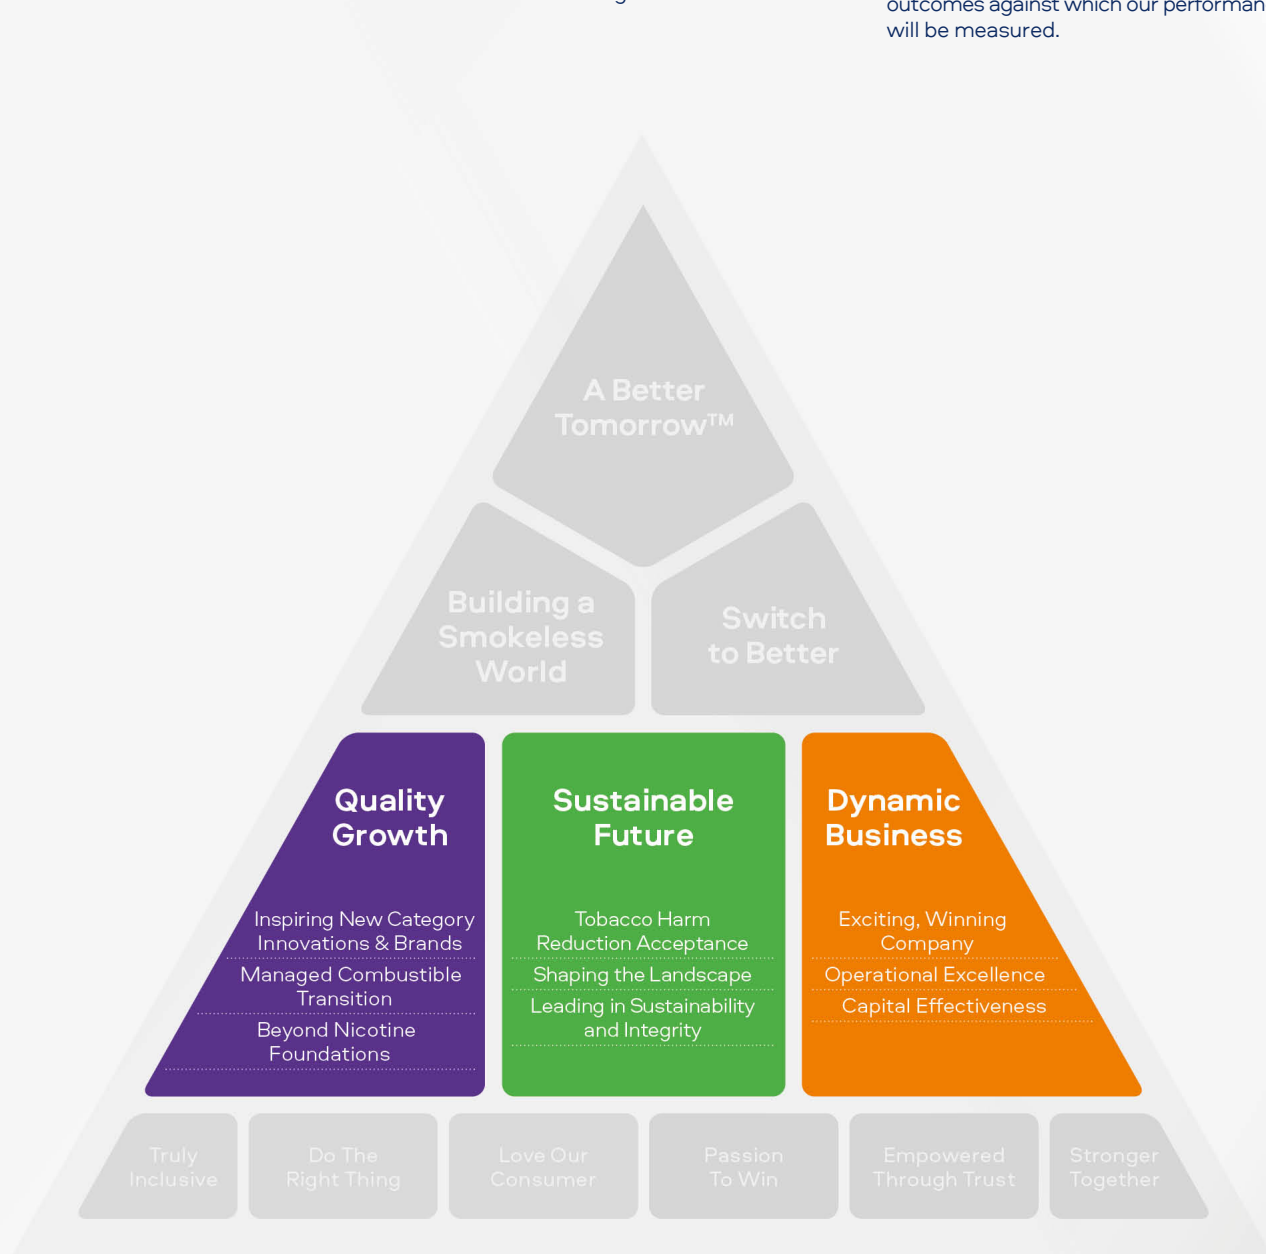 outcomes against which our performan
will be measured.
A Better
Tomorrow™
Building a
Smokeless
World
Switch
to Better
Quality
Growth
Inspiring New Category
Innovations & Brands
Managed Combustible
Transition
Beyond Nicotine
Foundations
Sustainable
Future
Tobacco Harm
Reduction Acceptance
Shaping the Landscape
Leading in Sustainability
and Integrity
Dynamic
Business
Exciting, Winning
Company
Operational Excellence
Capital Effectiveness
Truly
Inclusive
Do The
Right Thing
Love Our
Consumer
Passion
To Win
Empowered
Through Trust
Stronger
Together